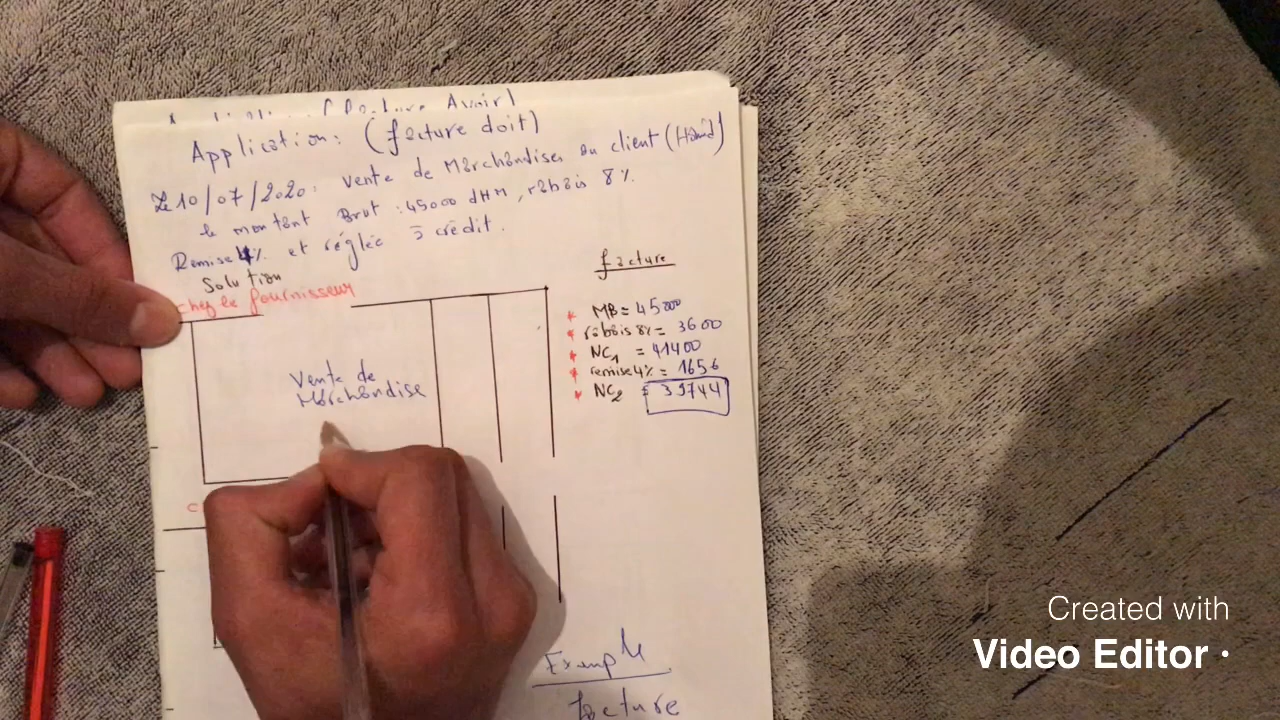 Application: (facture doit)
Le 10/07/2020: vente de Marchandises au client (Hamid)
le montant Brut : 45000 dHM, rabais 8%.
Remise 4% et réglée à crédit.
Solution
chez le fournisseur
facture
* MB = 45000
* rabais 8% = 3600
* NC1 = 41400
* remise 4% = 1656
* NC2 = 39744
Vente de
Marchandise
Exemple
facture
Created with
Video Editor